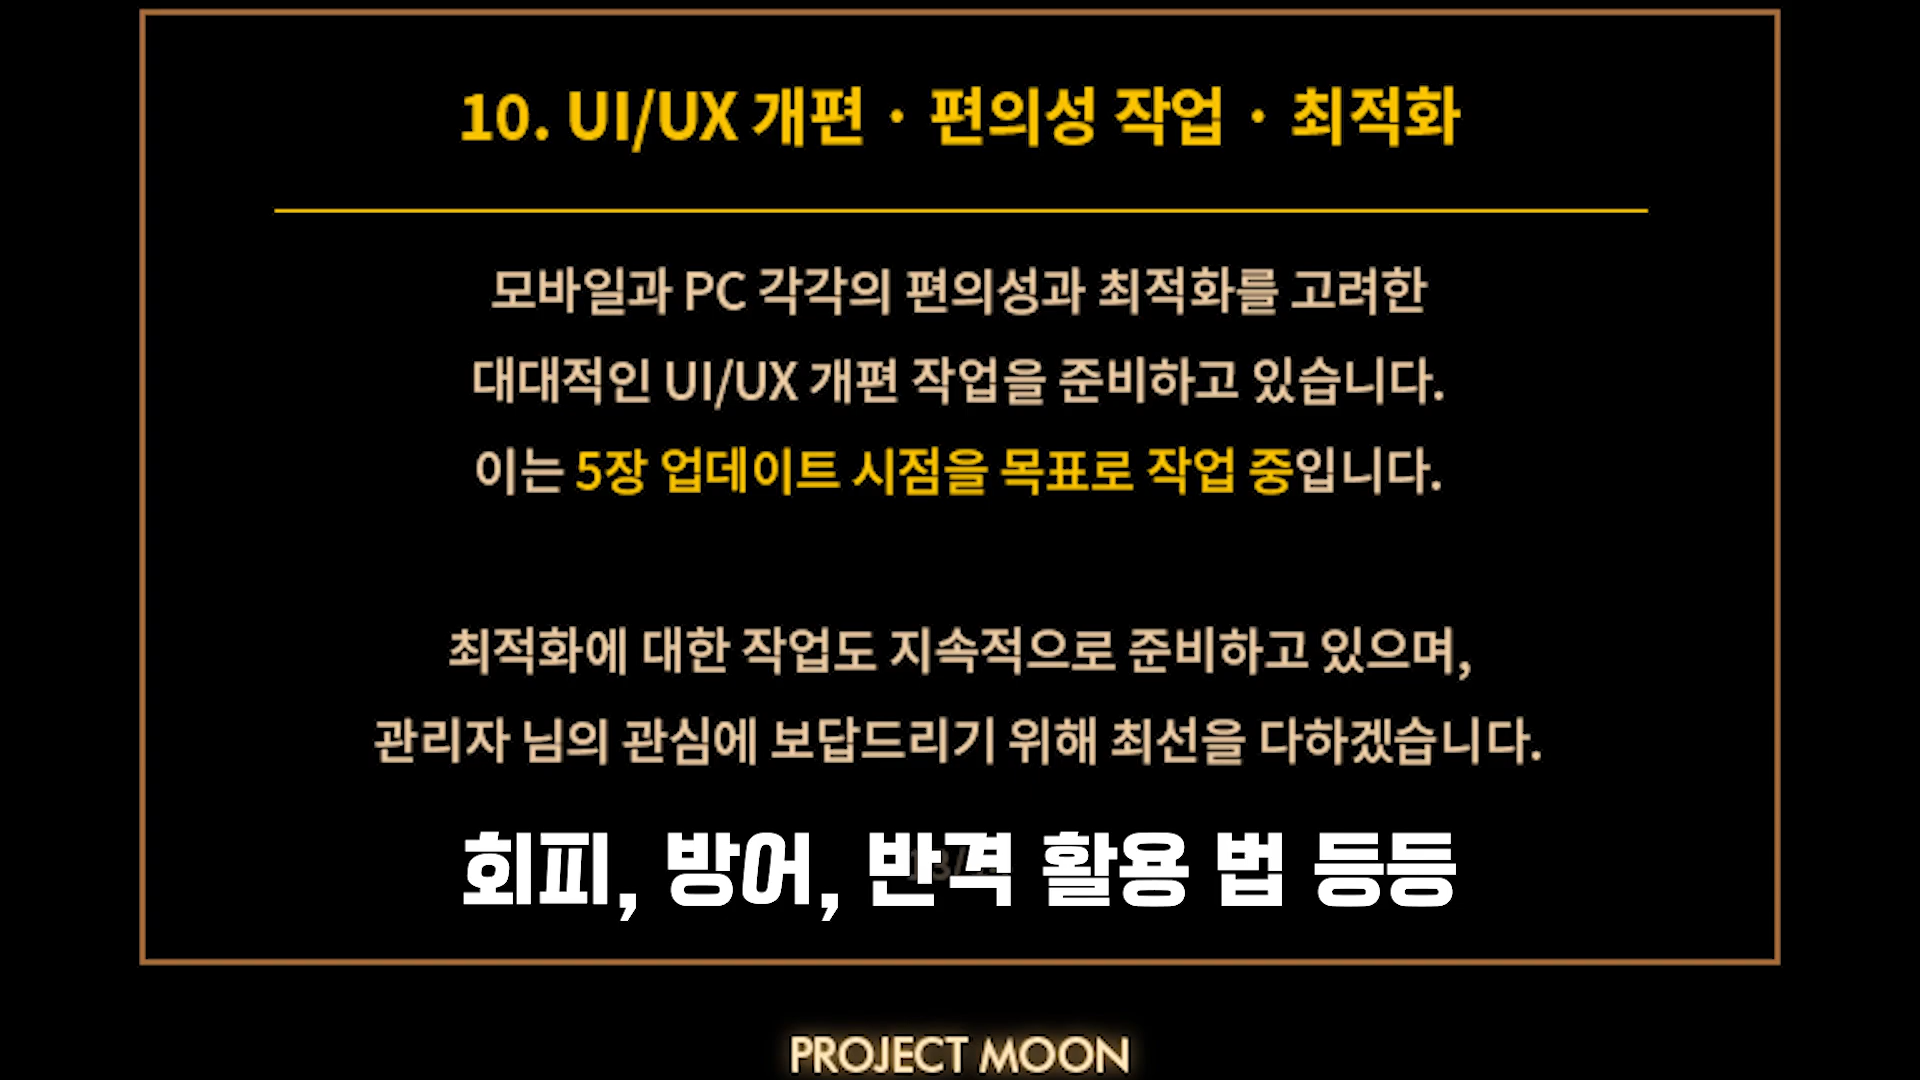 10. UI/UX 개편 · 편의성 작업 · 최적화
모바일과 PC 각각의 편의성과 최적화를 고려한
대대적인 UI/UX 개편 작업을 준비하고 있습니다.
이는 5장 업데이트 시점을 목표로 작업 중입니다.
최적화에 대한 작업도 지속적으로 준비하고 있으며,
관리자 님의 관심에 보답드리기 위해 최선을 다하겠습니다.
회피, 방어, 반격 활용 법 등등
PROJECT MOON